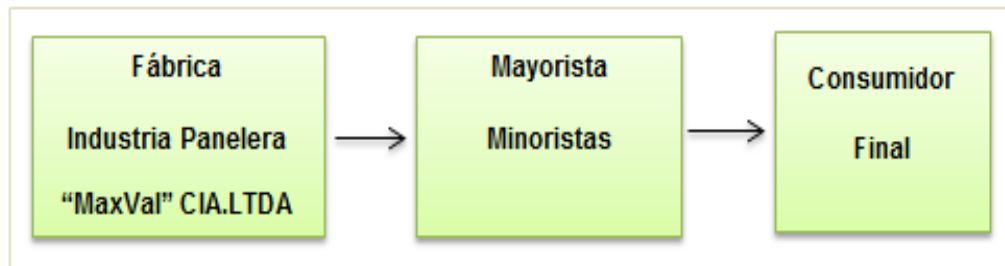 Fábrica
Industria Panelera
“MaxVal” CIA.LTDA
Mayorista
Minoristas
Consumidor
Final